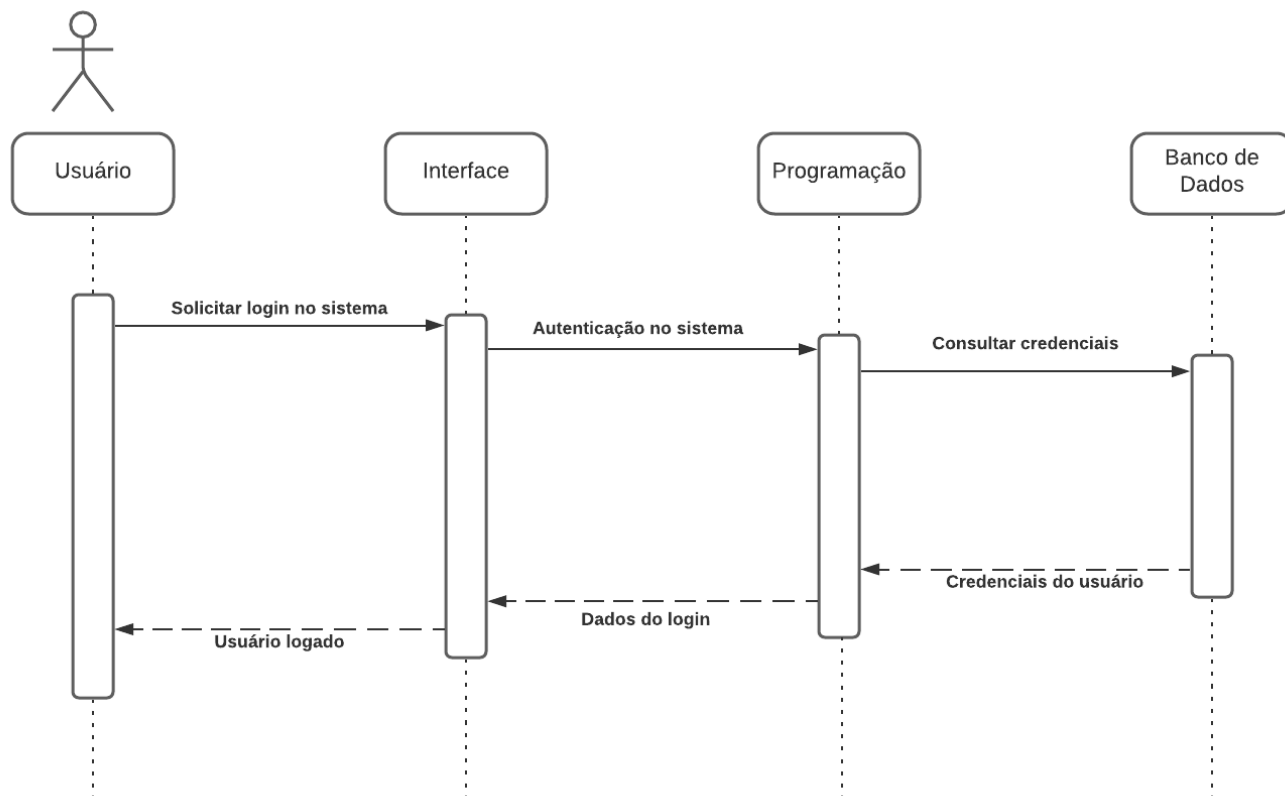 Usuário
Interface
Programação
Banco de
Dados
Solicitar login no sistema
Autenticação no sistema
Consultar credenciais
Credenciais do usuário
Dados do login
Usuário logado